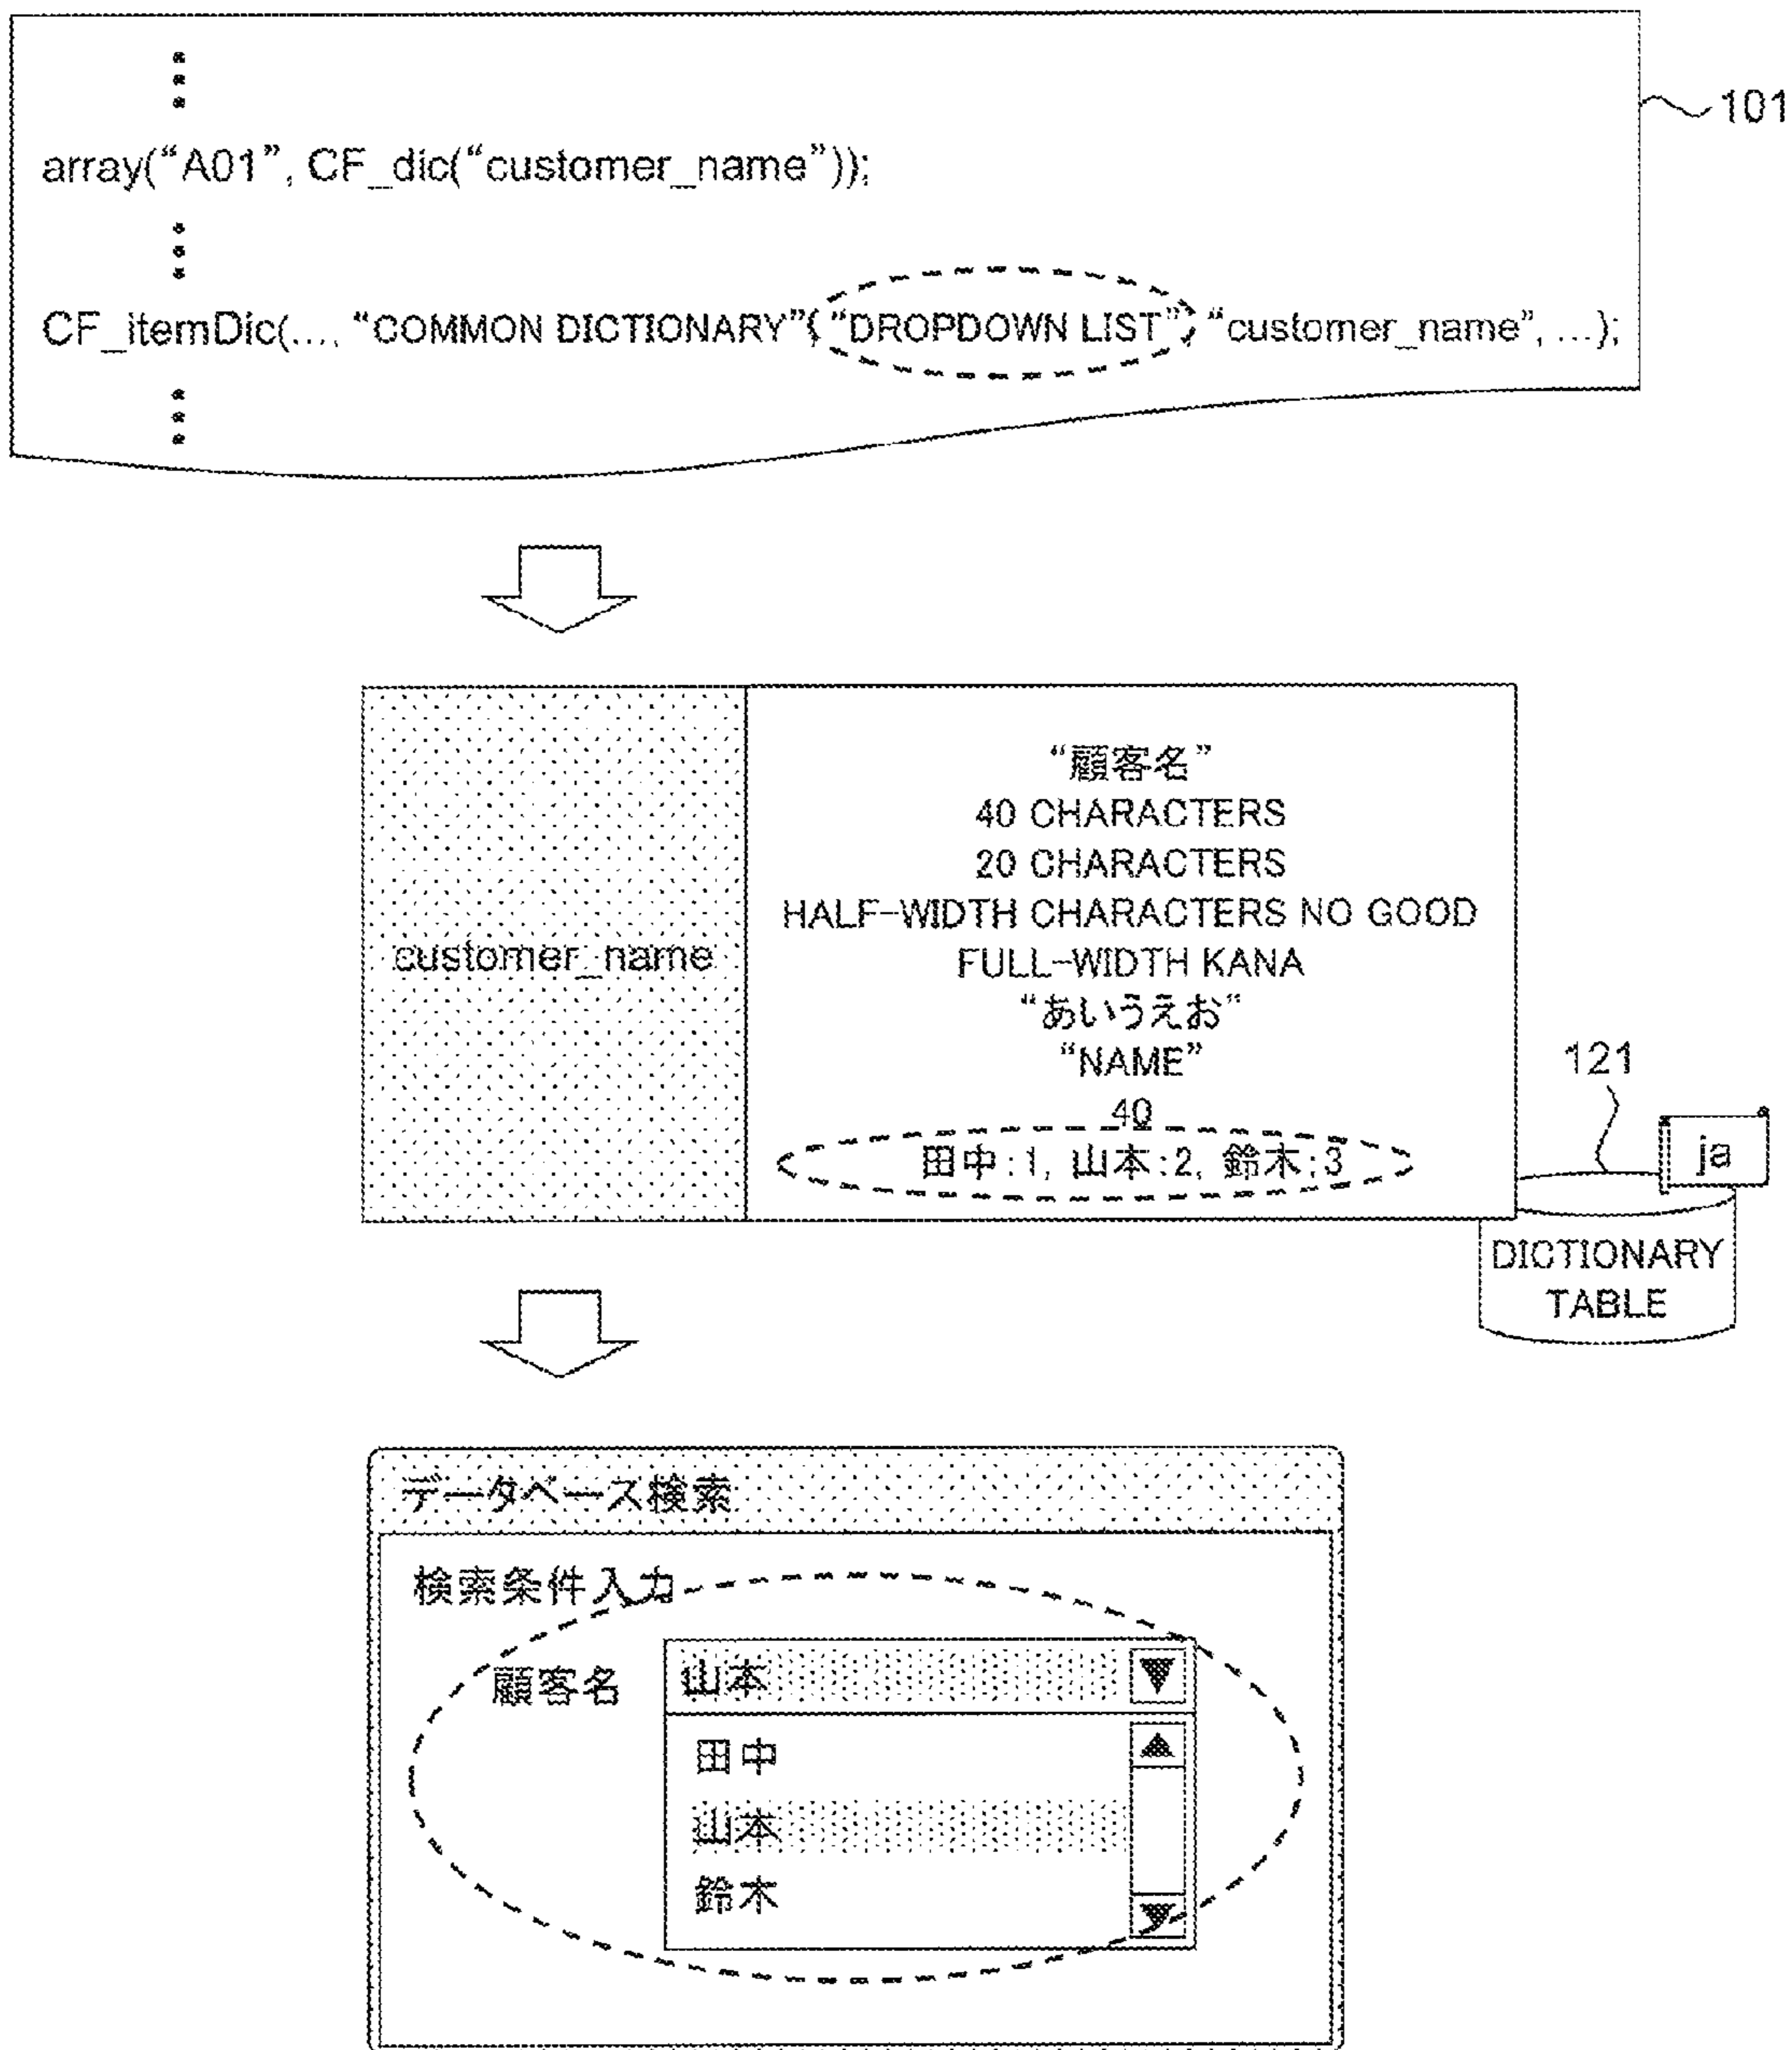 101
array(“A01”, CF_dic(“customer_name”));
CF_itemDic(..., “COMMON DICTIONARY”, “DROPDOWN LIST”, “customer_name”, ...);
customer_name
“顧客名”
40 CHARACTERS
20 CHARACTERS
HALF-WIDTH CHARACTERS NO GOOD
FULL-WIDTH KANA
“あいうえお”
“NAME”
40
田中:1, 山本:2, 鈴木:3
121
ja
DICTIONARY
TABLE
データベース検索
検索条件入力
顧客名
山本
田中
山本
鈴木